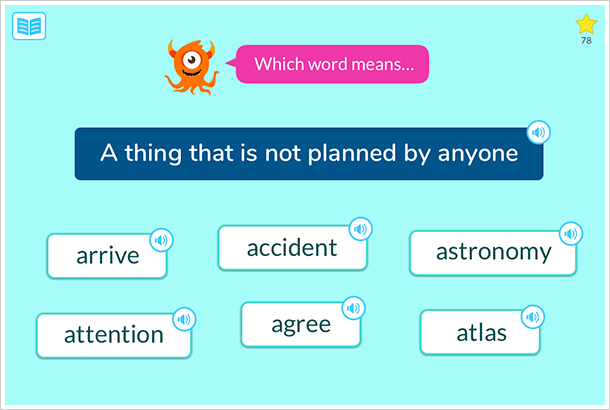 78
Which word means...
A thing that is not planned by anyone
arrive
accident
astronomy
attention
agree
atlas